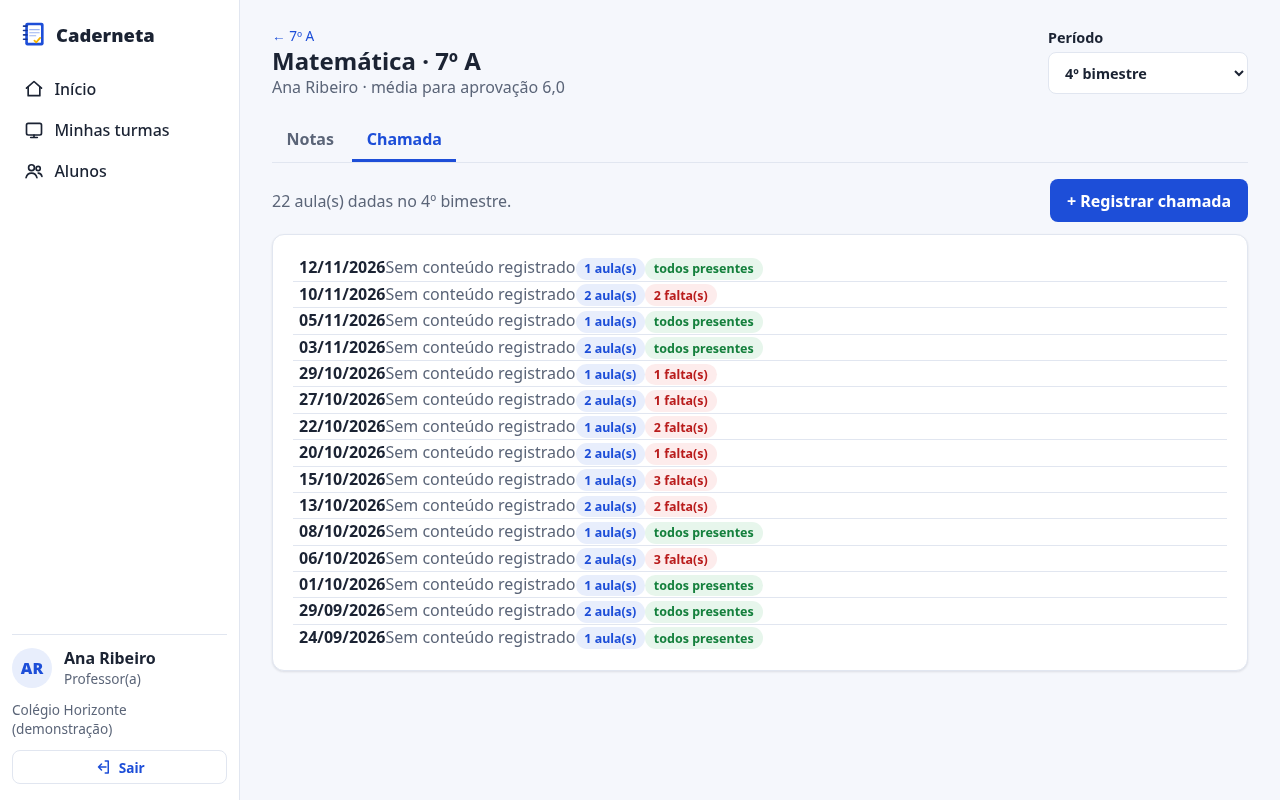 Caderneta
Início
Minhas turmas
Alunos
AR
Ana Ribeiro
Professor(a)
Colégio Horizonte
(demonstração)
Sair
← 7º A
Matemática · 7º A
Ana Ribeiro · média para aprovação 6,0
Período
4º bimestre
Notas Chamada
22 aula(s) dadas no 4º bimestre.
+ Registrar chamada
12/11/2026 Sem conteúdo registrado 1 aula(s) todos presentes
10/11/2026 Sem conteúdo registrado 2 aula(s) 2 falta(s)
05/11/2026 Sem conteúdo registrado 1 aula(s) todos presentes
03/11/2026 Sem conteúdo registrado 2 aula(s) todos presentes
29/10/2026 Sem conteúdo registrado 1 aula(s) 1 falta(s)
27/10/2026 Sem conteúdo registrado 2 aula(s) 1 falta(s)
22/10/2026 Sem conteúdo registrado 1 aula(s) 2 falta(s)
20/10/2026 Sem conteúdo registrado 2 aula(s) 1 falta(s)
15/10/2026 Sem conteúdo registrado 1 aula(s) 3 falta(s)
13/10/2026 Sem conteúdo registrado 2 aula(s) 2 falta(s)
08/10/2026 Sem conteúdo registrado 1 aula(s) todos presentes
06/10/2026 Sem conteúdo registrado 2 aula(s) 3 falta(s)
01/10/2026 Sem conteúdo registrado 1 aula(s) todos presentes
29/09/2026 Sem conteúdo registrado 2 aula(s) todos presentes
24/09/2026 Sem conteúdo registrado 1 aula(s) todos presentes